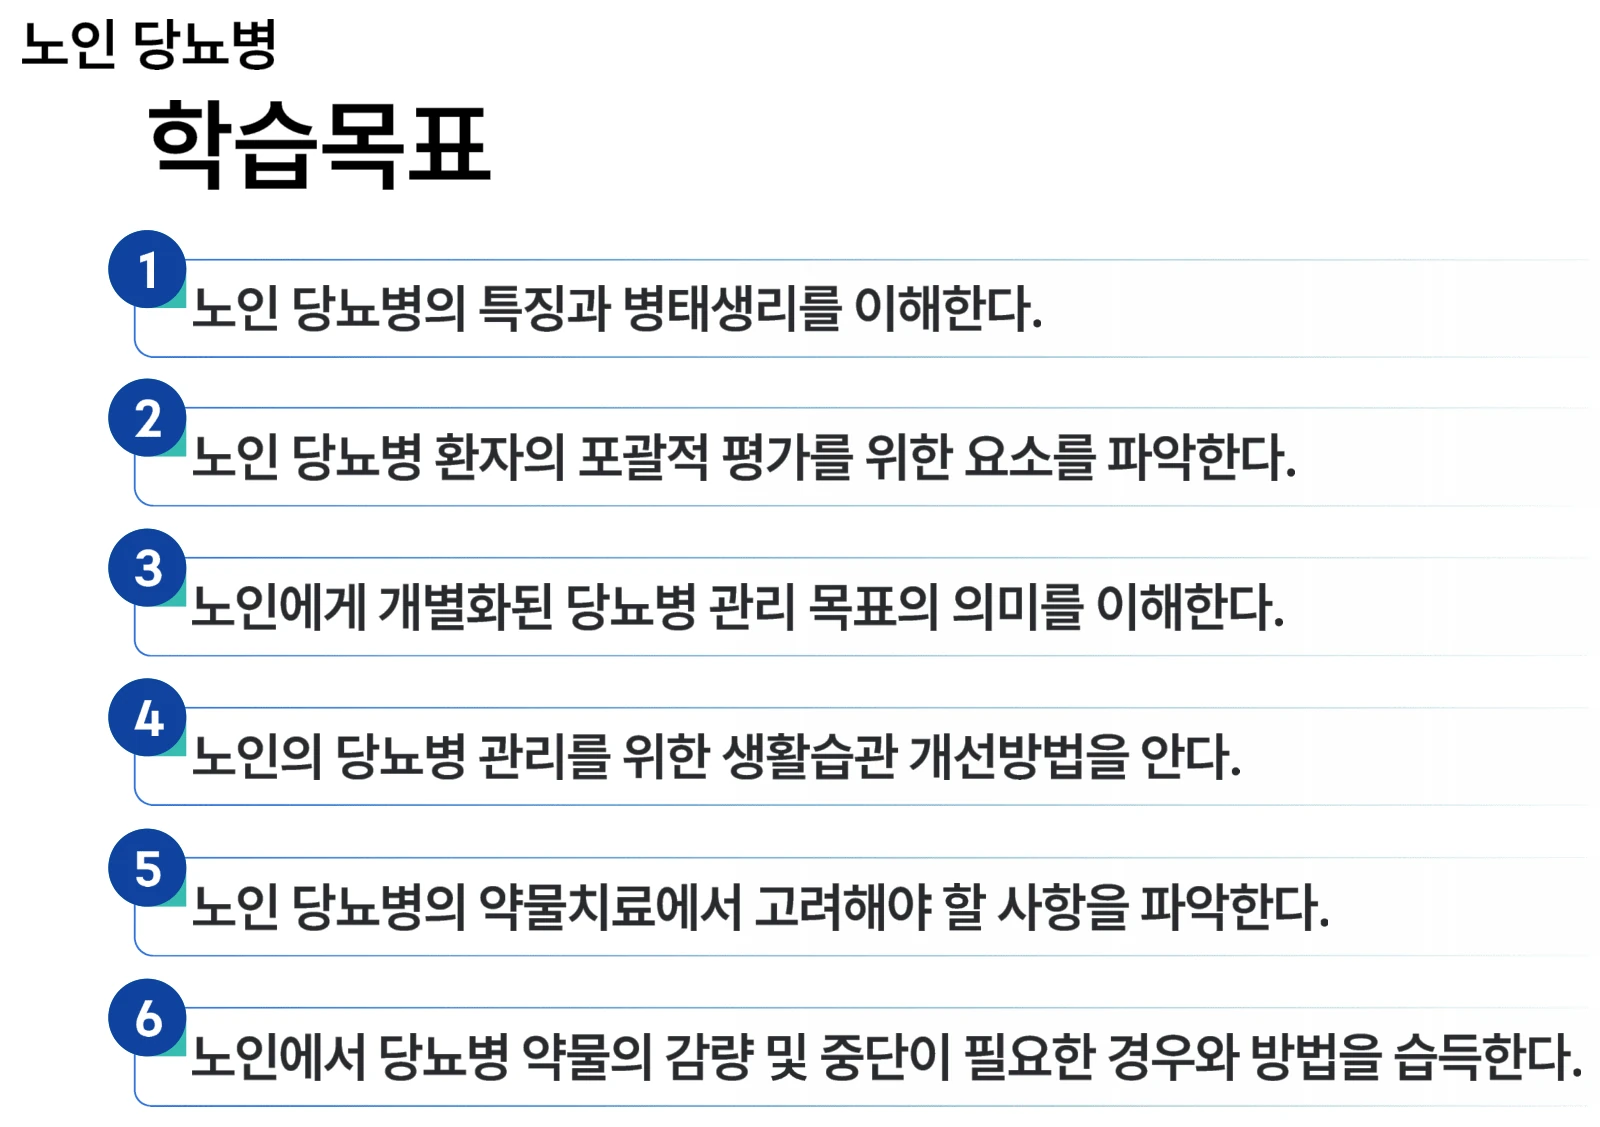 노인 당뇨병
학습목표
1
노인 당뇨병의 특징과 병태생리를 이해한다.
2
노인 당뇨병 환자의 포괄적 평가를 위한 요소를 파악한다.
3
노인에게 개별화된 당뇨병 관리 목표의 의미를 이해한다.
4
노인의 당뇨병 관리를 위한 생활습관 개선방법을 안다.
5
노인 당뇨병의 약물치료에서 고려해야 할 사항을 파악한다.
6
노인에서 당뇨병 약물의 감량 및 중단이 필요한 경우와 방법을 습득한다.